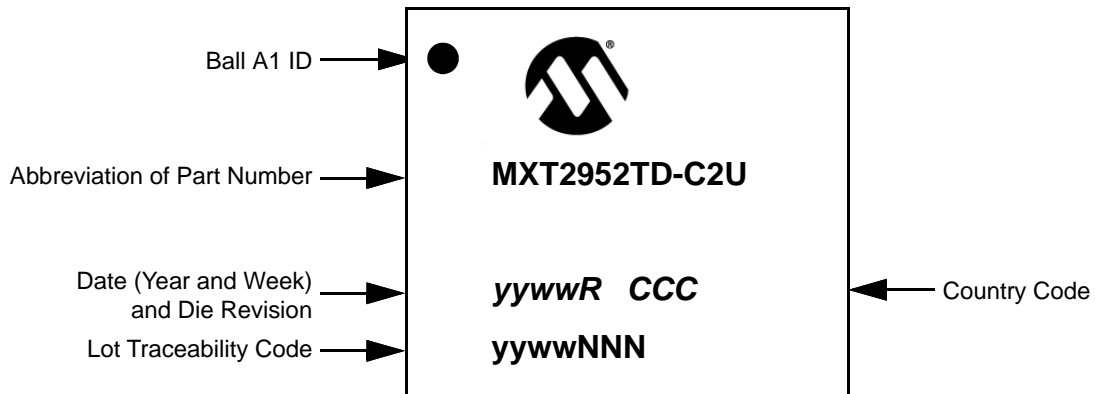 Ball A1 ID
®
Abbreviation of Part Number
MXT2952TD-C2U
Date (Year and Week)
and Die Revision
yywwR CCC
Country Code
Lot Traceability Code
yywwNNN